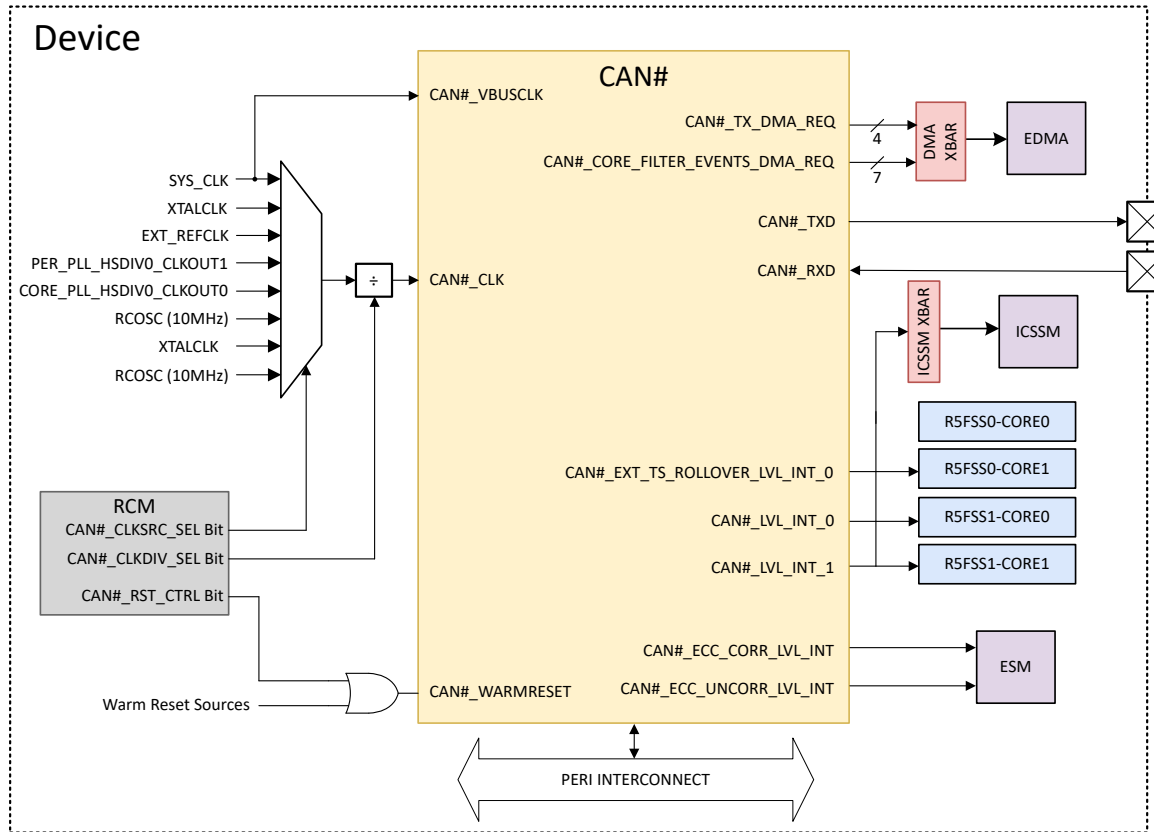 Device
CAN#
CAN#_VBUSCLK
SYS_CLK
XTALCLK
EXT_REFCLK
PER_PLL_HSDIV0_CLKOUT1
CORE_PLL_HSDIV0_CLKOUT0
RCOSC (10MHz)
XTALCLK
RCOSC (10MHz)
÷
CAN#_CLK
RCM
CAN#_CLKSRC_SEL Bit
CAN#_CLKDIV_SEL Bit
CAN#_RST_CTRL Bit
Warm Reset Sources
CAN#_WARMRESET
CAN#_TX_DMA_REQ
4
CAN#_CORE_FILTER_EVENTS_DMA_REQ
7
DMA
XBAR
EDMA
CAN#_TXD
CAN#_RXD
ICSSM XBAR
ICSSM
R5FSS0-CORE0
CAN#_EXT_TS_ROLLOVER_LVL_INT_0
R5FSS0-CORE1
CAN#_LVL_INT_0
R5FSS1-CORE0
CAN#_LVL_INT_1
R5FSS1-CORE1
CAN#_ECC_CORR_LVL_INT
CAN#_ECC_UNCORR_LVL_INT
ESM
PERI INTERCONNECT